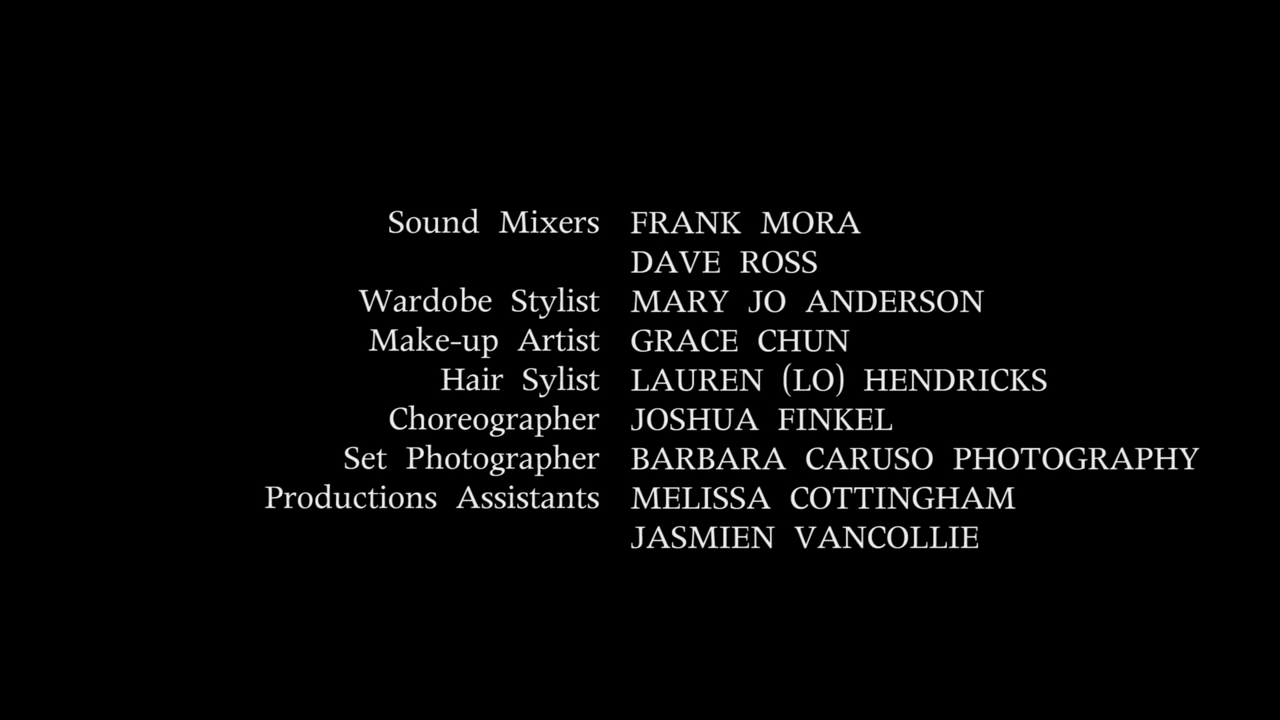 Sound Mixers FRANK MORA
DAVE ROSS
Wardobe Stylist MARY JO ANDERSON
Make-up Artist GRACE CHUN
Hair Sylist LAUREN (LO) HENDRICKS
Choreographer JOSHUA FINKEL
Set Photographer BARBARA CARUSO PHOTOGRAPHY
Productions Assistants MELISSA COTTINGHAM
JASMIEN VANCOLLIE